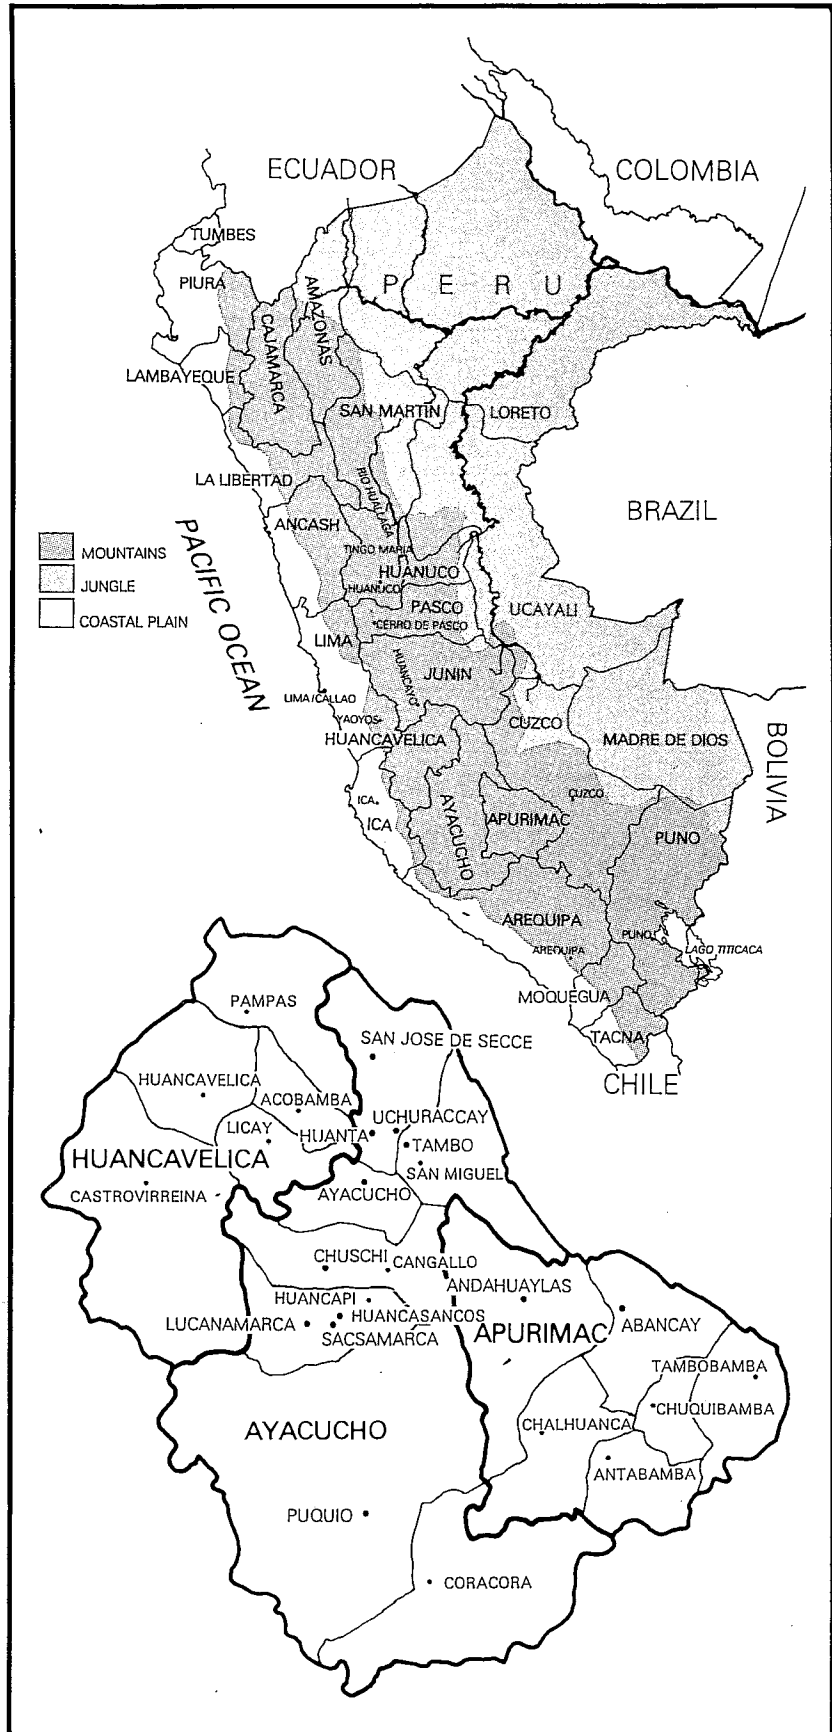 ECUADOR
COLOMBIA
TUMBES
PIURA
P E R U
AMAZONAS
CAJAMARCA
LAMBAYEQUE
SAN MARTIN
LORETO
LA LIBERTAD
RIO HUALLAGA
ANCASH
BRAZIL
PACIFIC OCEAN
MOUNTAINS
JUNGLE
COASTAL PLAIN
TINGO MARIA
HUANUCO
HUANUCO
PASCO
UCAYALI
CERRO DE PASCO
LIMA
HUANCAYO
JUNIN
LIMA/CALLAO
YAOYOS
CUZCO
HUANCAVELICA
MADRE DE DIOS
BOLIVIA
ICA
ICA
AYACUCHO
CUZCO
APURIMAC
PUNO
AREQUIPA
PUNO
AREQUIPA
LAGO TITICACA
MOQUEGUA
TACNA
CHILE
PAMPAS
SAN JOSE DE SECCE
HUANCAVELICA
ACOBAMBA
LICAY
HUANTA
UCHURACCAY
TAMBO
HUANCAVELICA
SAN MIGUEL
CASTROVIRREINA
AYACUCHO
CHUSCHI
CANGALLO
HUANCAPI
ANDAHUAYLAS
LUCANAMARCA
HUANCASANCOS
SACSAMARCA
APURIMAC
ABANCAY
TAMBOBAMBA
CHUQUIBAMBA
AYACUCHO
CHALHUANCA
ANTABAMBA
PUQUIO
CORACORA